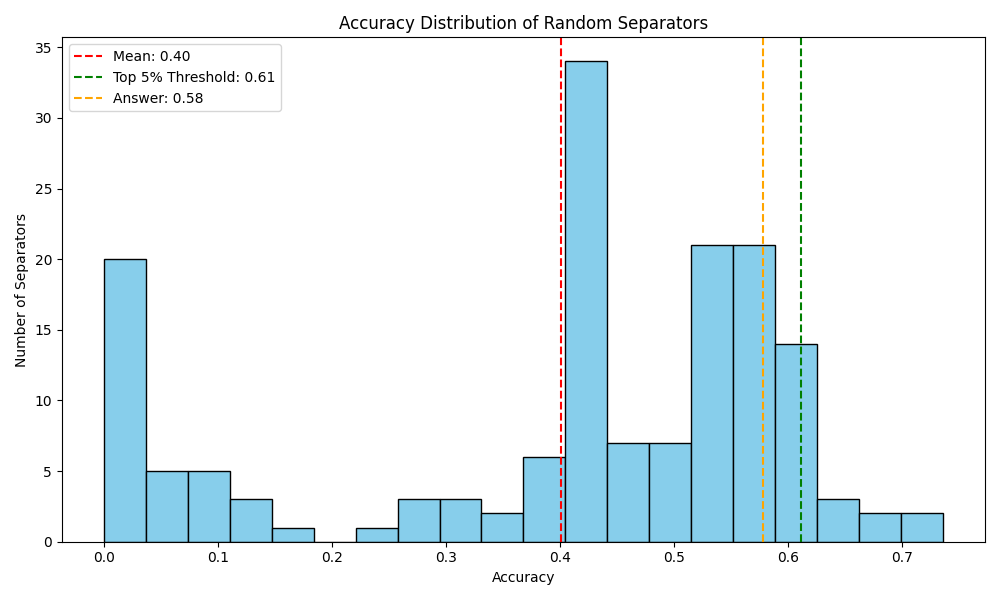 Accuracy Distribution of Random Separators
Mean: 0.40
Top 5% Threshold: 0.61
Answer: 0.58
Number of Separators
35
30
25
20
15
10
5
0
0.0 0.1 0.2 0.3 0.4 0.5 0.6 0.7
Accuracy